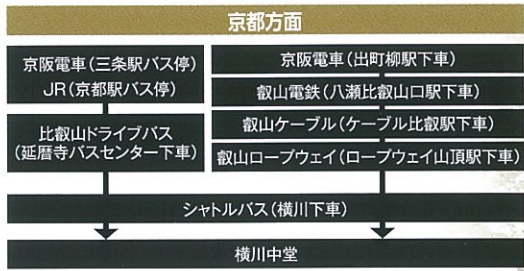 京都方面
京阪電車(三条駅バス停)
JR(京都駅バス停)
比叡山ドライブバス
(延暦寺バスセンター下車)
京阪電車(出町柳駅下車)
叡山電鉄(八瀬比叡山口駅下車)
叡山ケーブル(ケーブル比叡駅下車)
叡山ロープウェイ(ロープウェイ山頂駅下車)
シャトルバス(横川下車)
横川中堂